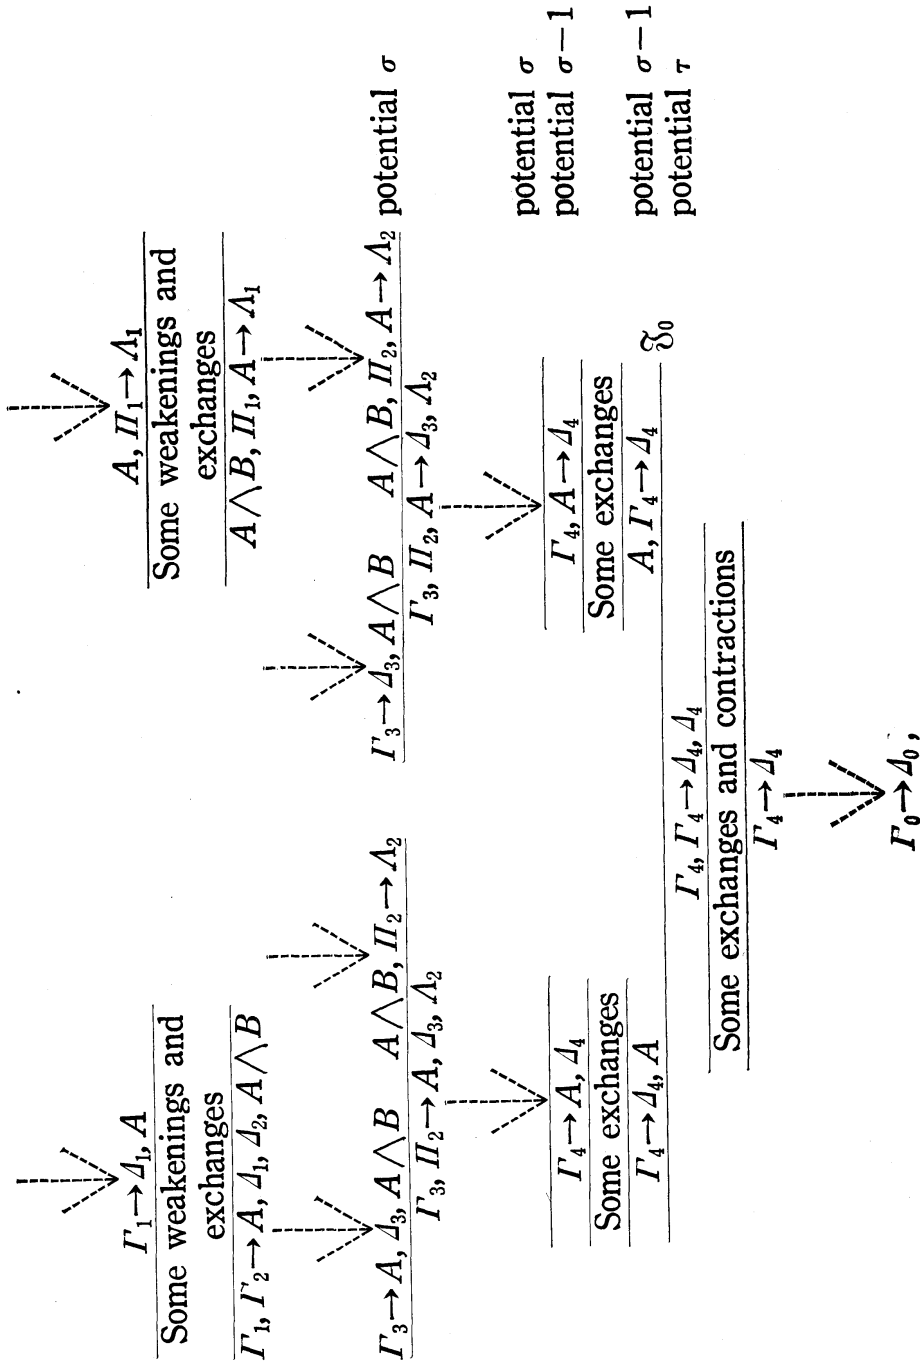 Γ₁→Δ₁, A
Some weakenings and
exchanges
Γ₁, Γ₂→A, Δ₁, Δ₂, A∧B
A, Π₁→Λ₁
Some weakenings and
exchanges
A∧B, Π₁, A→Λ₁
Γ₃→A, Δ₃, A∧B A∧B, Π₂→Λ₂
Γ₃, Π₂→A, Δ₃, Λ₂
Γ₃→Δ₃, A∧B A∧B, Π₂, A→Λ₂ potential σ
Γ₃, Π₂, A→Δ₃, Λ₂
Γ₄→A, Δ₄
Some exchanges
Γ₄→Δ₄, A
Γ₄, A→Δ₄ potential σ
Some exchanges potential σ−1
A, Γ₄→Δ₄ potential σ−1
𝔍₀ potential τ
Γ₄, Γ₄→Δ₄, Δ₄
Some exchanges and contractions
Γ₄→Δ₄
Γ₀→Δ₀,